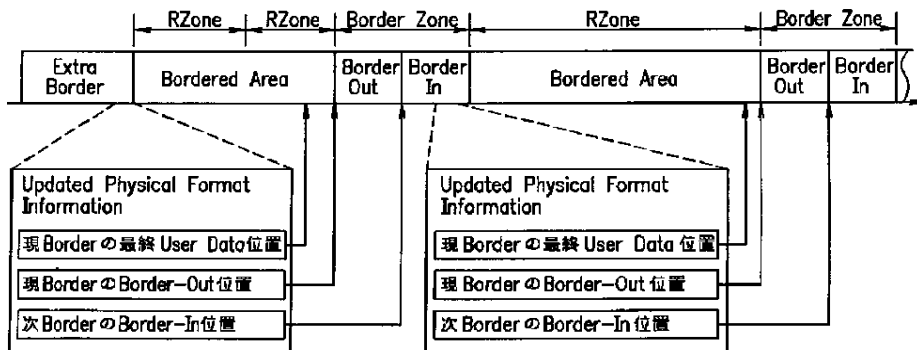 RZone RZone Border Zone RZone Border Zone
Extra
Border
Bordered Area
Border
Out
Border
In
Bordered Area
Border
Out
Border
In
Updated Physical Format
Information
現Borderの最終User Data位置
現BorderのBorder-Out位置
次BorderのBorder-In位置
Updated Physical Format
Information
現Borderの最終User Data位置
現BorderのBorder-Out位置
次BorderのBorder-In位置